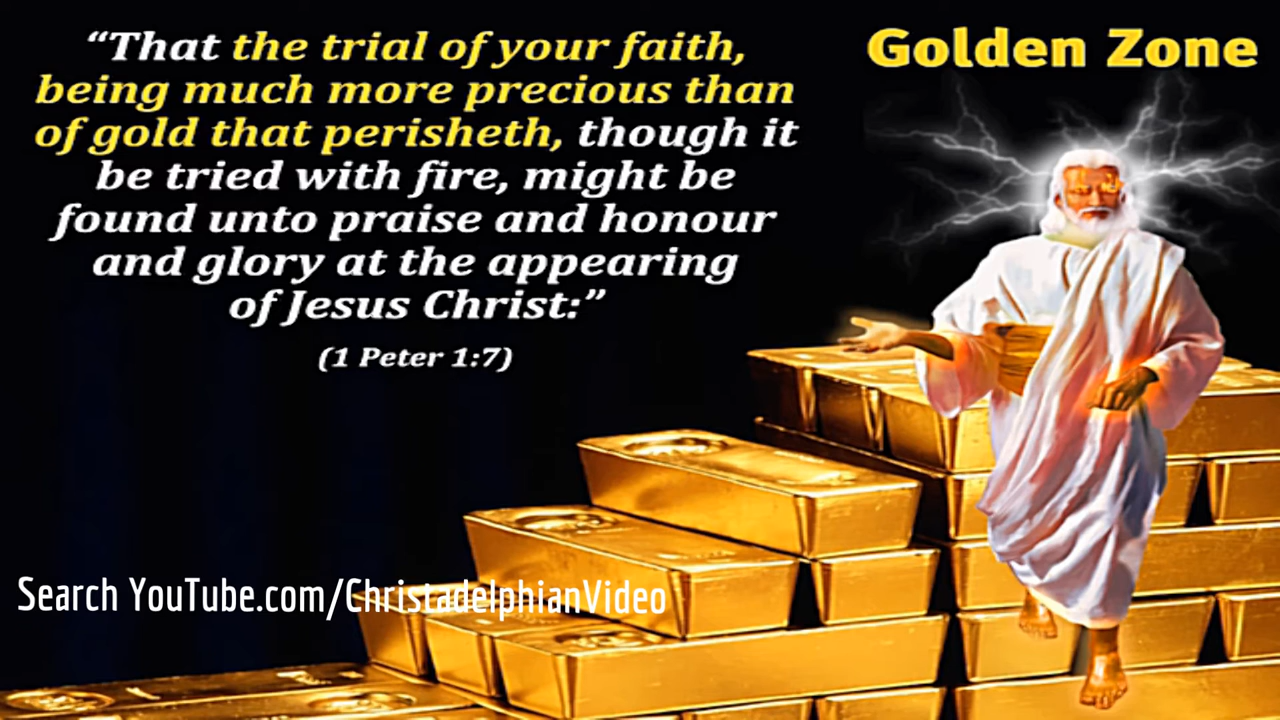 “That the trial of your faith,
being much more precious than
of gold that perisheth, though it
be tried with fire, might be
found unto praise and honour
and glory at the appearing
of Jesus Christ:”
(1 Peter 1:7)
Golden Zone
Search YouTube.com/ChristadelphianVideo